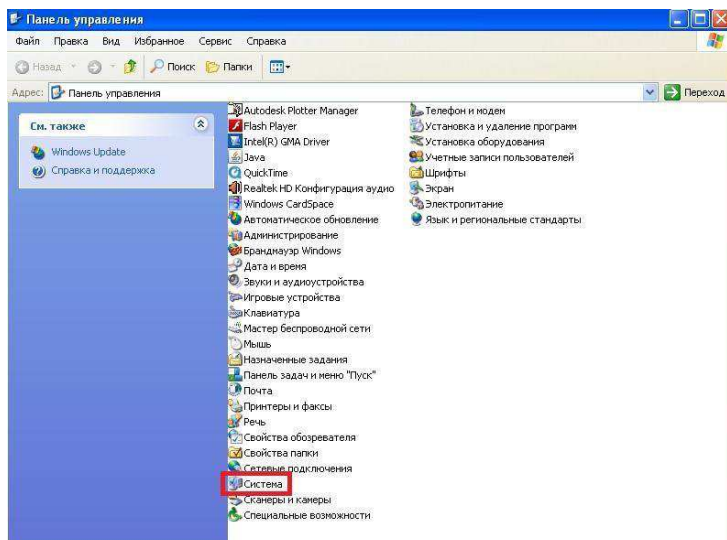 Панель управления
Файл Правка Вид Избранное Сервис Справка
Назад Поиск Папки
Адрес: Панель управления Переход
См. также
Windows Update
Справка и поддержка
Autodesk Plotter Manager
Flash Player
Intel(R) GMA Driver
Java
QuickTime
Realtek HD Конфигурация аудио
Windows CardSpace
Автоматическое обновление
Администрирование
Брандмауэр Windows
Дата и время
Звуки и аудиоустройства
Игровые устройства
Клавиатура
Мастер беспроводной сети
Мышь
Назначенные задания
Панель задач и меню "Пуск"
Почта
Принтеры и факсы
Речь
Свойства обозревателя
Свойства папки
Сетевые подключения
Система
Сканеры и камеры
Специальные возможности
Телефон и модем
Установка и удаление программ
Установка оборудования
Учетные записи пользователей
Шрифты
Экран
Электропитание
Язык и региональные стандарты